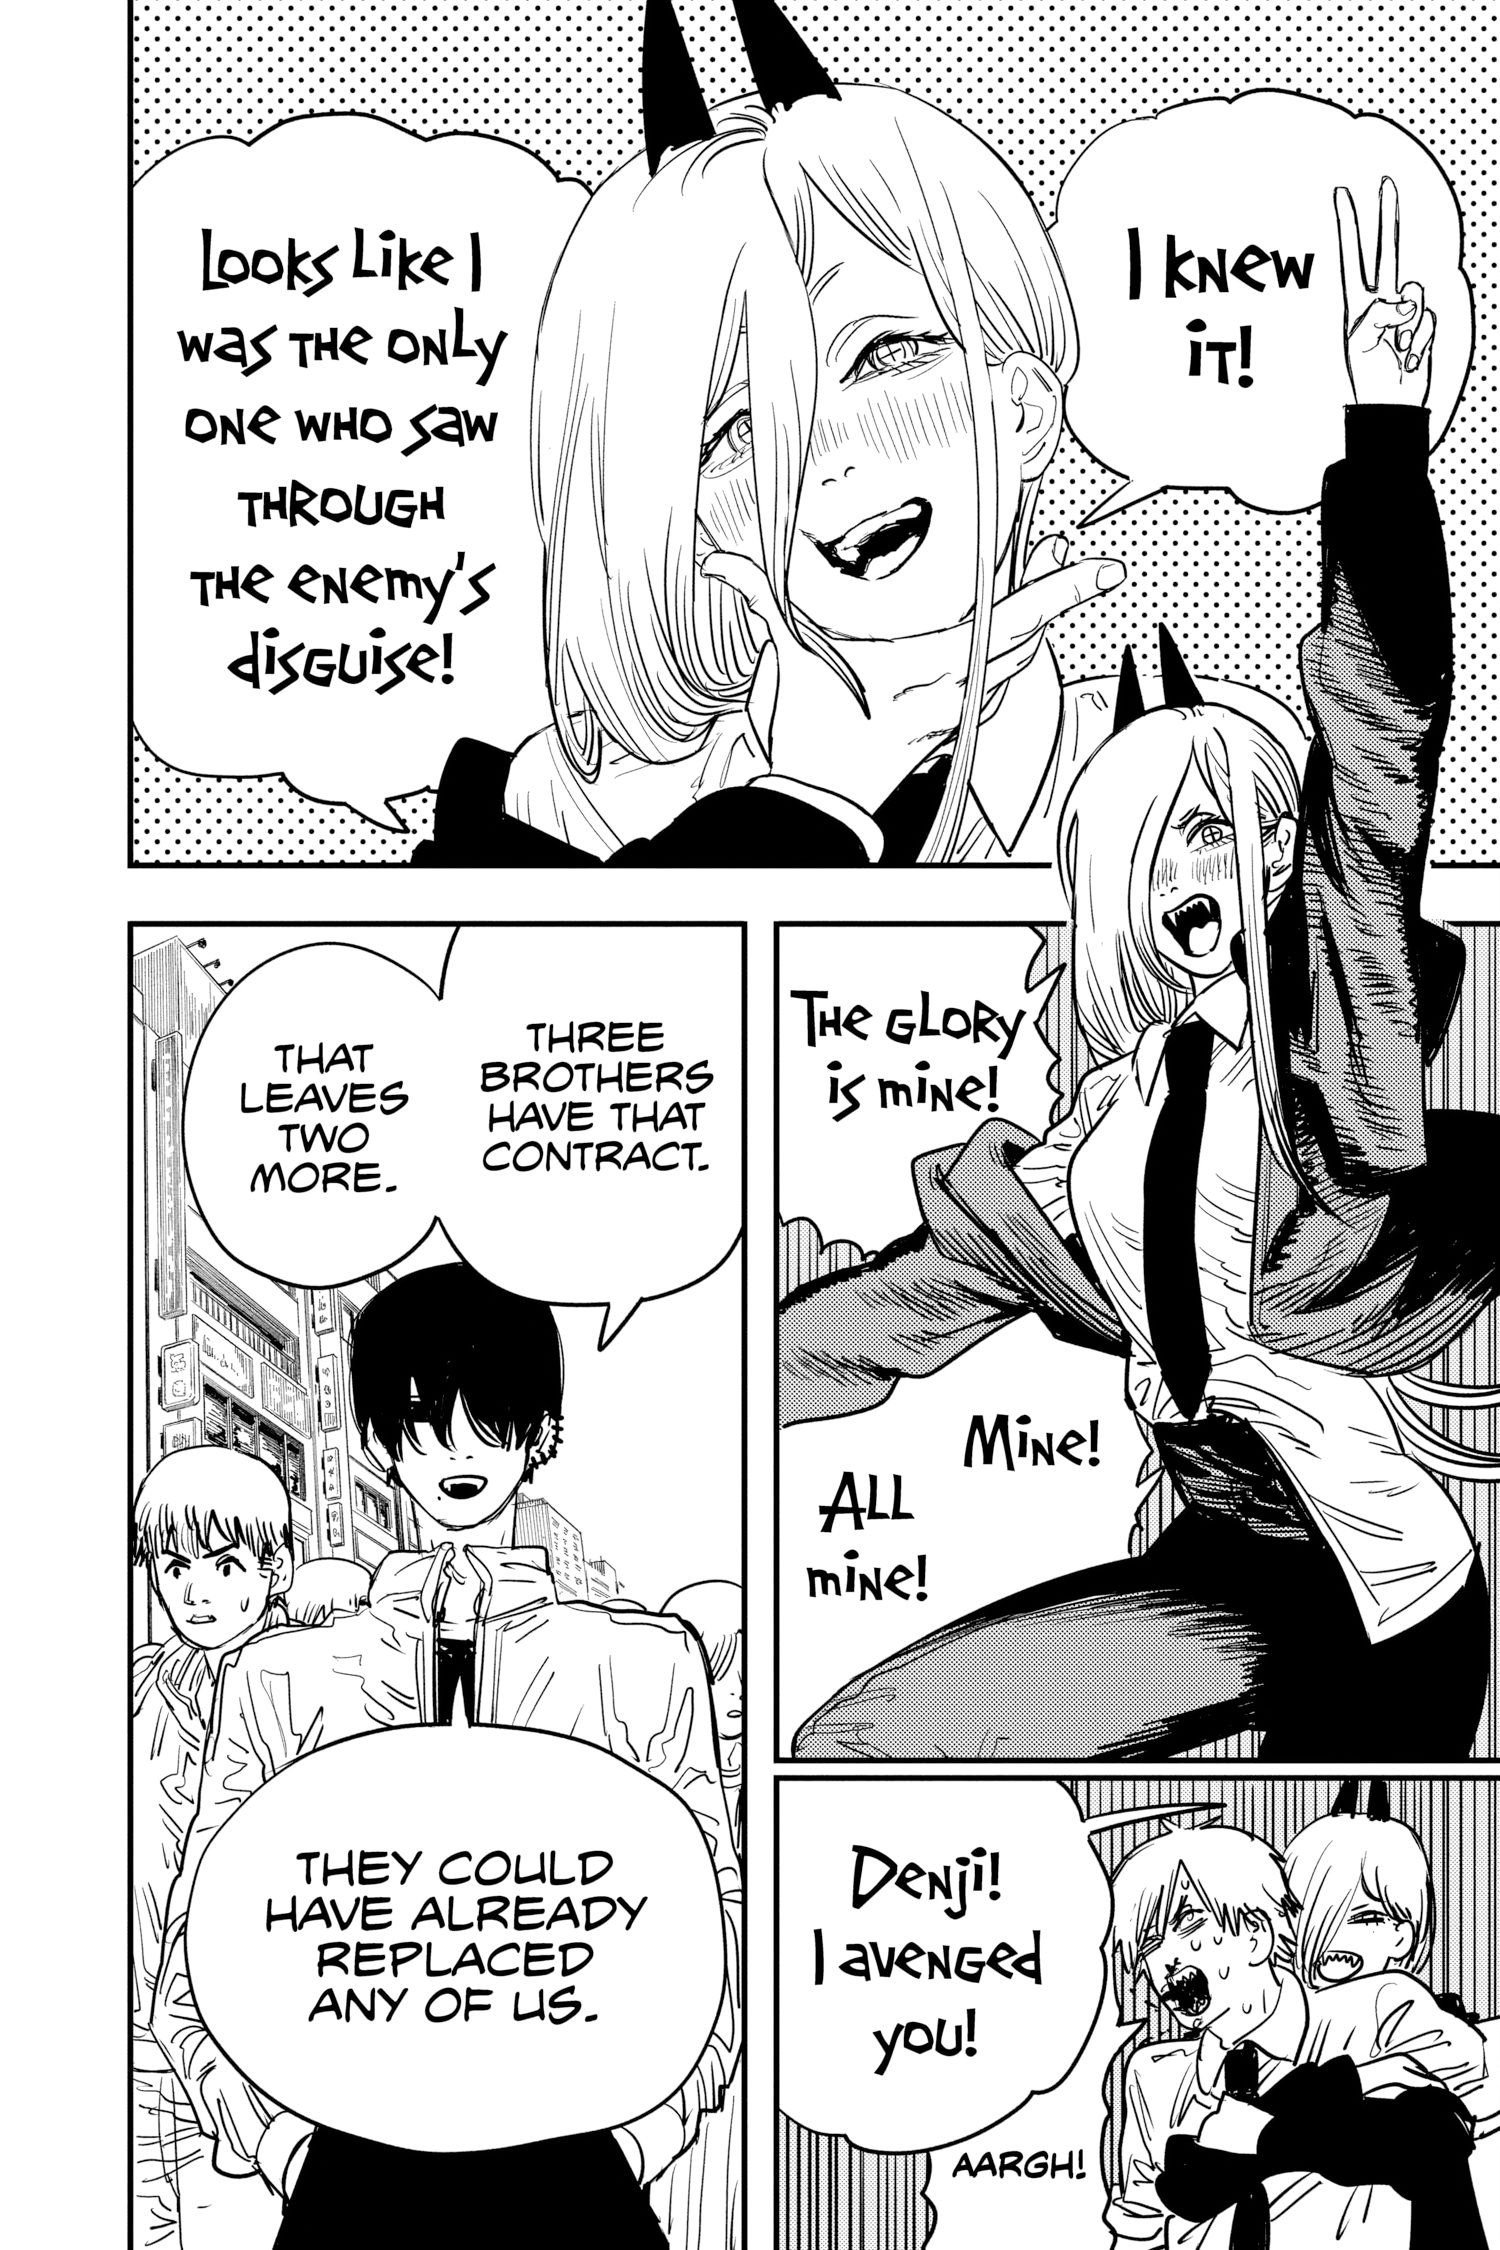 I KNEW
IT!
LOOKS LIKE I
WAS THE ONLY
ONE WHO SAW
THROUGH
THE ENEMY'S
DISGUISE!
THE GLORY
IS MINE!
MINE!
ALL
MINE!
DENJI!
I AVENGED
YOU!
AARGH!
THREE
BROTHERS
HAVE THAT
CONTRACT.
THAT
LEAVES
TWO
MORE.
THEY COULD
HAVE ALREADY
REPLACED
ANY OF US.